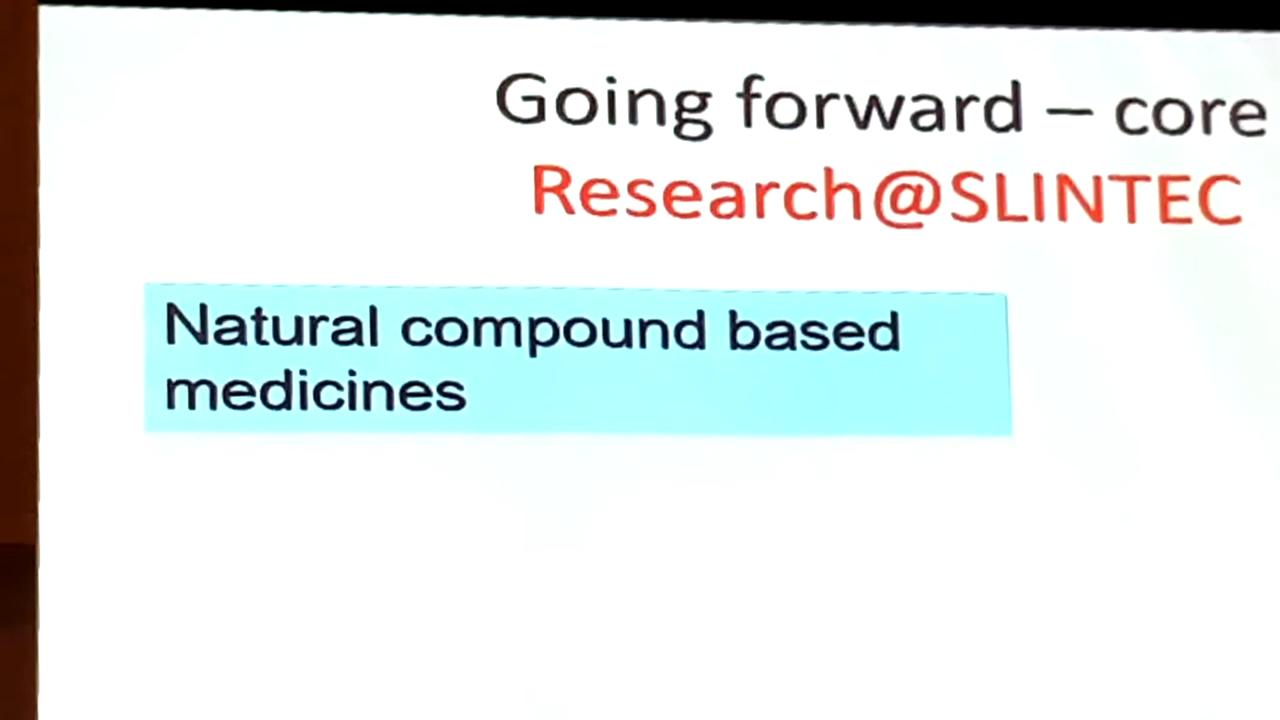 Going forward – core
Research@SLINTEC
Natural compound based
medicines